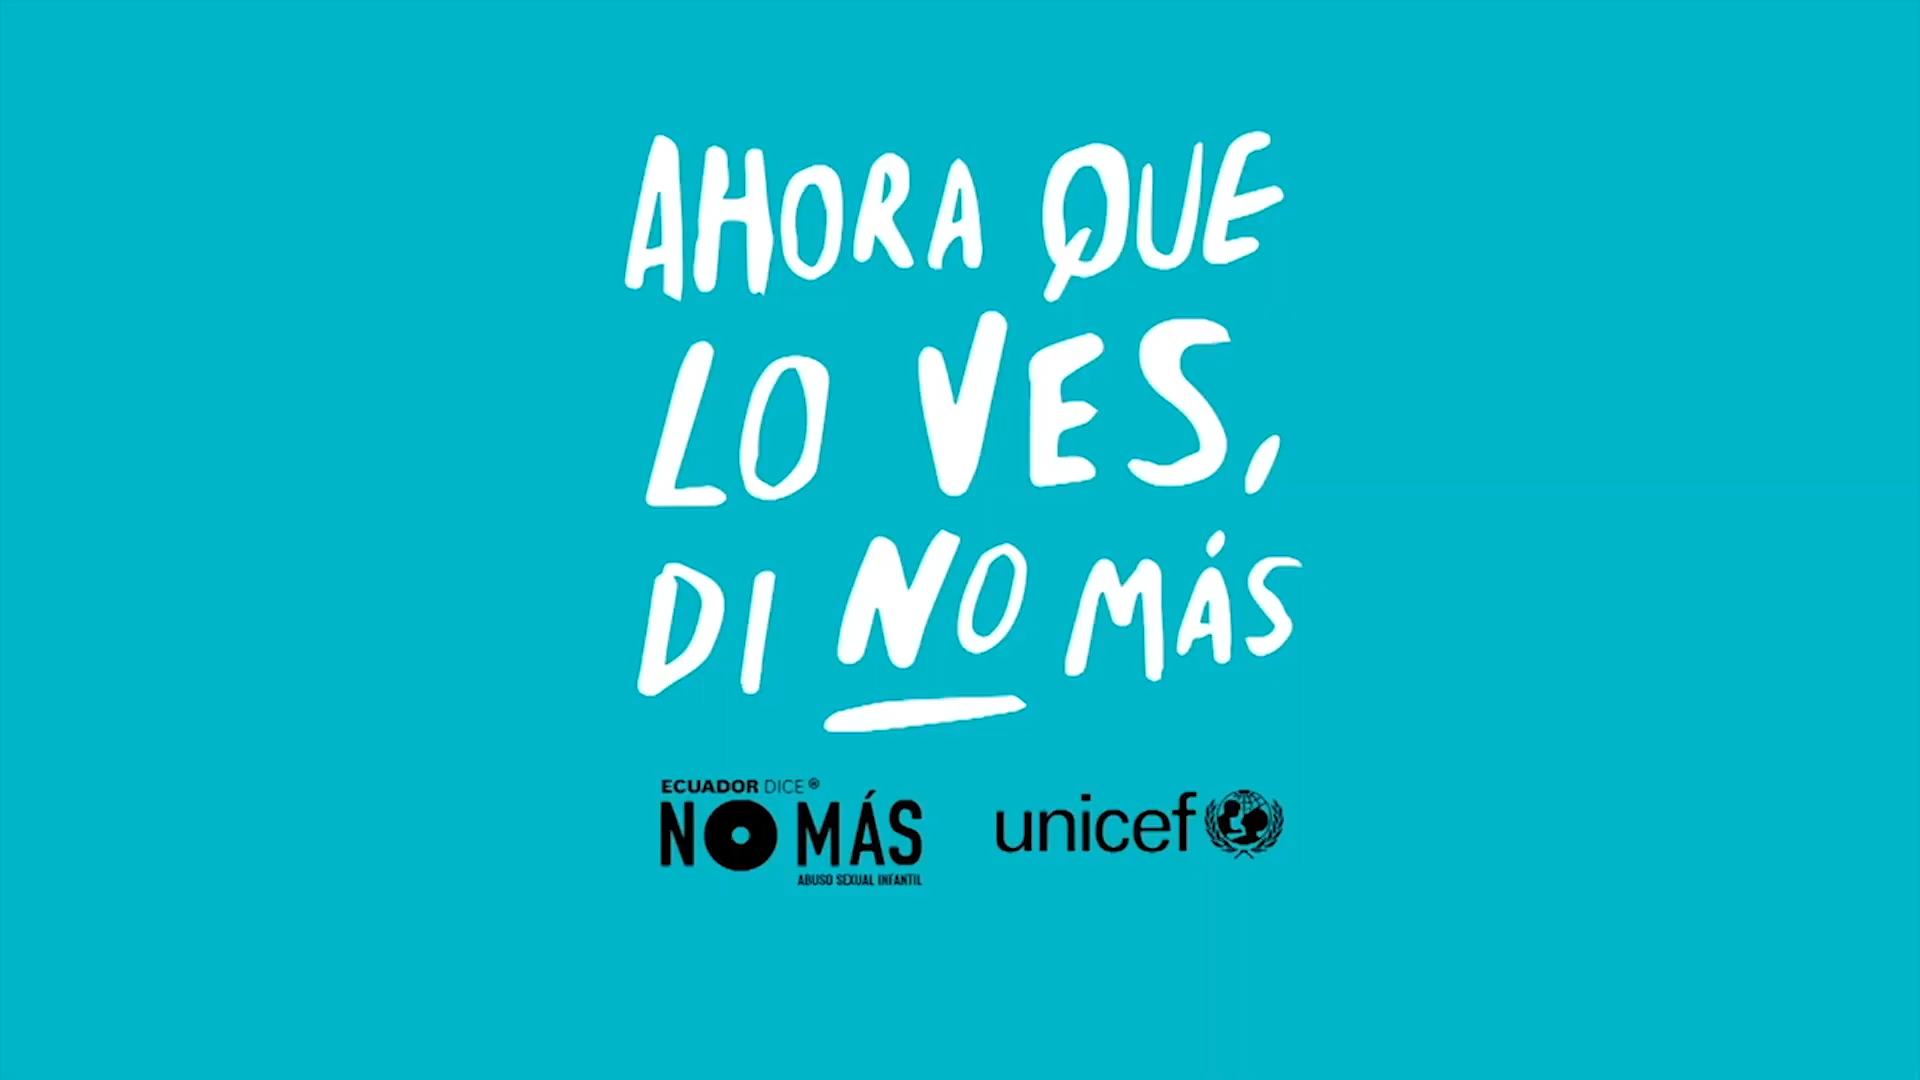 AHORA QUE
LO VES,
DI NO MÁS
ECUADOR DICE®
NO MÁS
ABUSO SEXUAL INFANTIL
unicef